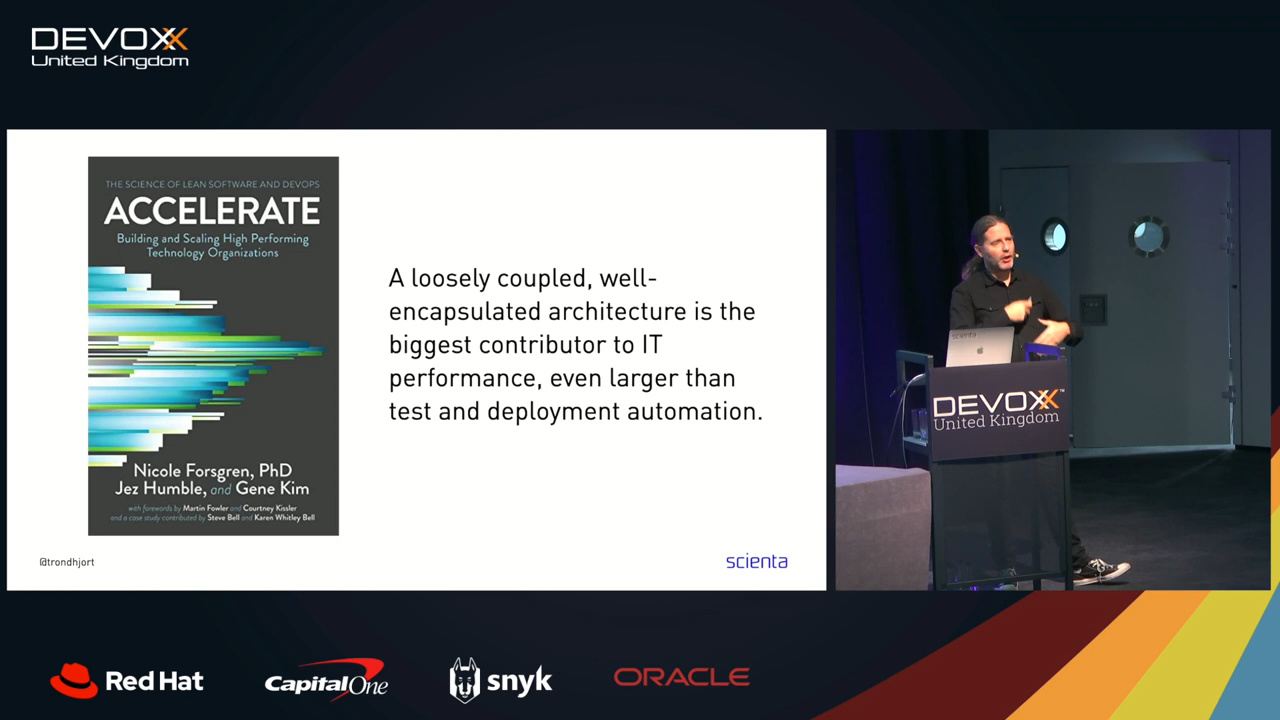 DEVOXX
United Kingdom
THE SCIENCE OF LEAN SOFTWARE AND DEVOPS
ACCELERATE
Building and Scaling High Performing
Technology Organizations
Nicole Forsgren, PhD
Jez Humble, and Gene Kim
with forewords by Martin Fowler and Courtney Kissler
and a case study contributed by Steve Bell and Karen Whitley Bell
A loosely coupled, well-
encapsulated architecture is the
biggest contributor to IT
performance, even larger than
test and deployment automation.
@trondhjort
scienta
scienta
DEVOXX™
United Kingdom
Red Hat
CapitalOne
snyk
ORACLE